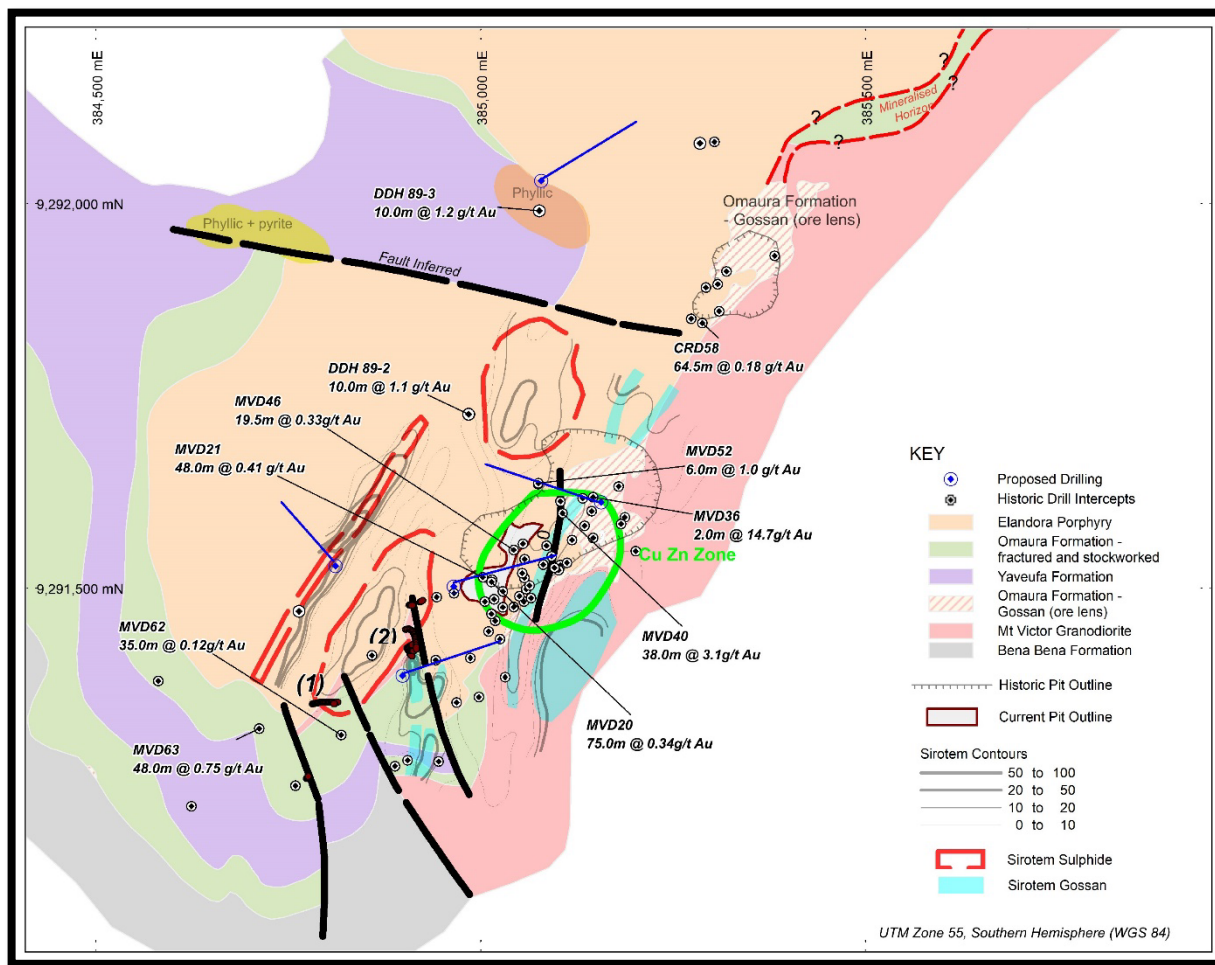 384,500 mE
385,000 mE
385,500 mE
?
?
Mineralised
Horizon
?
?
9,292,000 mN
DDH 89-3
10.0m @ 1.2 g/t Au
Phyllic
Omaura Formation
- Gossan (ore lens)
Phyllic + pyrite
Fault Inferred
CRD58
64.5m @ 0.18 g/t Au
DDH 89-2
10.0m @ 1.1 g/t Au
MVD46
19.5m @ 0.33g/t Au
MVD21
48.0m @ 0.41 g/t Au
MVD52
6.0m @ 1.0 g/t Au
MVD36
2.0m @ 14.7g/t Au
Cu Zn Zone
9,291,500 mN
MVD62
35.0m @ 0.12g/t Au
(2)
(1)
MVD40
38.0m @ 3.1g/t Au
MVD20
75.0m @ 0.34g/t Au
MVD63
48.0m @ 0.75 g/t Au
KEY
Proposed Drilling
Historic Drill Intercepts
Elandora Porphyry
Omaura Formation -
fractured and stockworked
Yaveufa Formation
Omaura Formation -
Gossan (ore lens)
Mt Victor Granodiorite
Bena Bena Formation
Historic Pit Outline
Current Pit Outline
Sirotem Contours
50 to 100
20 to 50
10 to 20
0 to 10
Sirotem Sulphide
Sirotem Gossan
UTM Zone 55, Southern Hemisphere (WGS 84)